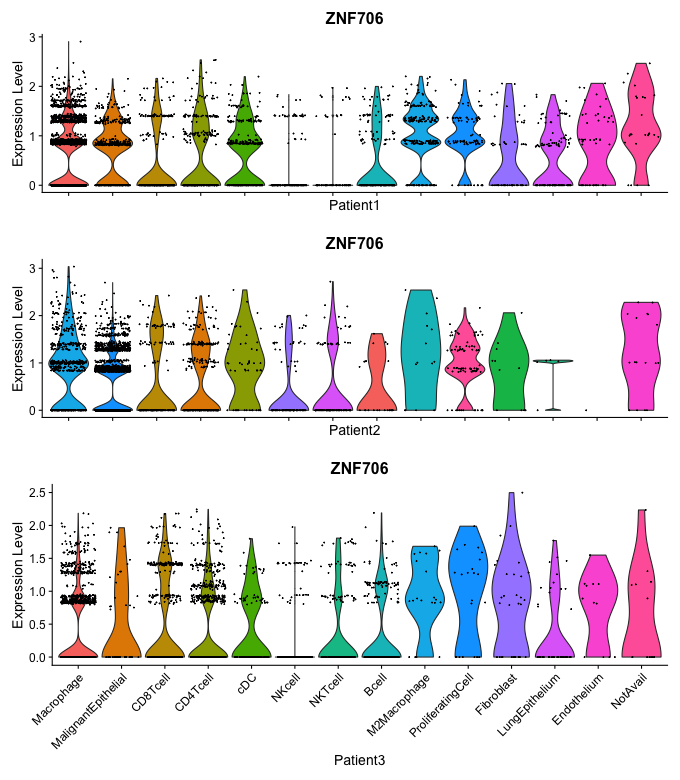 ZNF706
Expression Level
3
2
1
0
Patient1
ZNF706
Expression Level
3
2
1
0
Patient2
ZNF706
Expression Level
2.5
2.0
1.5
1.0
0.5
0.0
Macrophage
MalignantEpithelial
CD8Tcell
CD4Tcell
cDC
NKcell
NKTcell
Bcell
M2Macrophage
ProliferatingCell
Fibroblast
LungEpithelium
Endothelium
NotAvail
Patient3